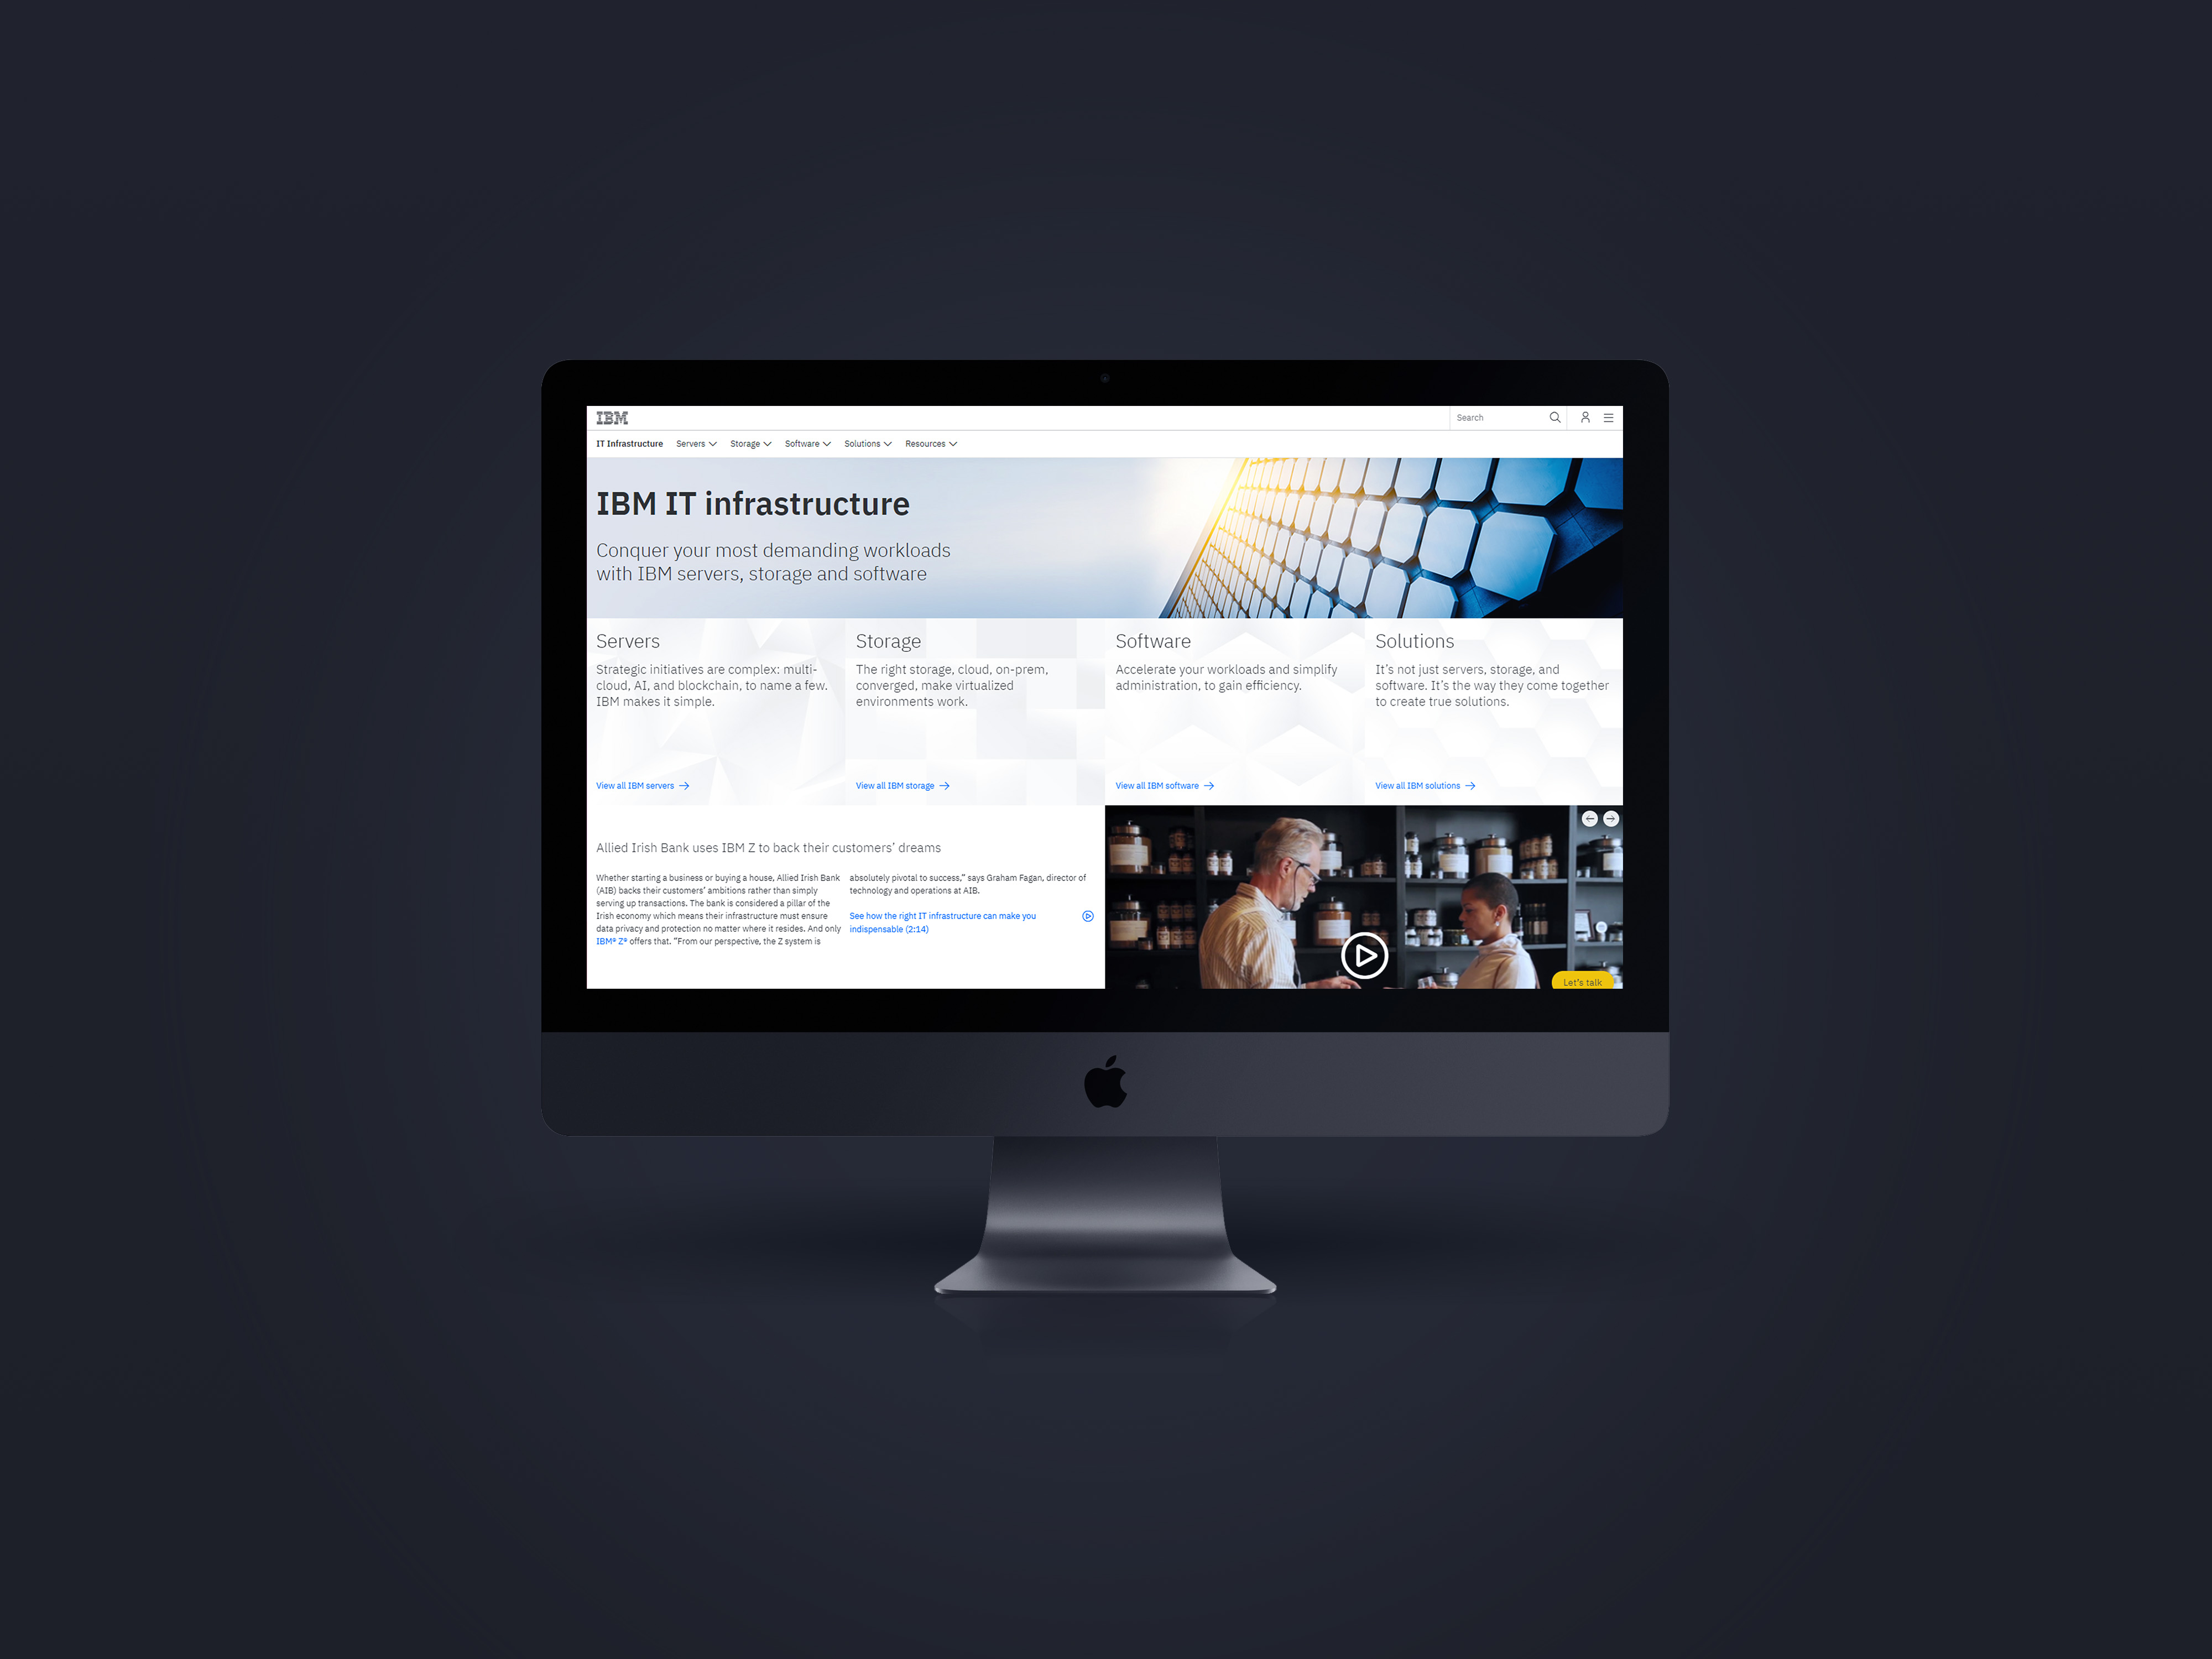 IBM
Search
IT Infrastructure Servers Storage Software Solutions Resources
IBM IT infrastructure
Conquer your most demanding workloads
with IBM servers, storage and software
Servers
Strategic initiatives are complex: multi-
cloud, AI, and blockchain, to name a few.
IBM makes it simple.
View all IBM servers
Storage
The right storage, cloud, on-prem,
converged, make virtualized
environments work.
View all IBM storage
Software
Accelerate your workloads and simplify
administration, to gain efficiency.
View all IBM software
Solutions
It’s not just servers, storage, and
software. It’s the way they come together
to create true solutions.
View all IBM solutions
Allied Irish Bank uses IBM Z to back their customers’ dreams
Whether starting a business or buying a house, Allied Irish Bank
(AIB) backs their customers’ ambitions rather than simply
serving up transactions. The bank is considered a pillar of the
Irish economy which means their infrastructure must ensure
data privacy and protection no matter where it resides. And only
IBM® Z® offers that. “From our perspective, the Z system is
absolutely pivotal to success,” says Graham Fagan, director of
technology and operations at AIB.
See how the right IT infrastructure can make you
indispensable (2:14)
Let's talk